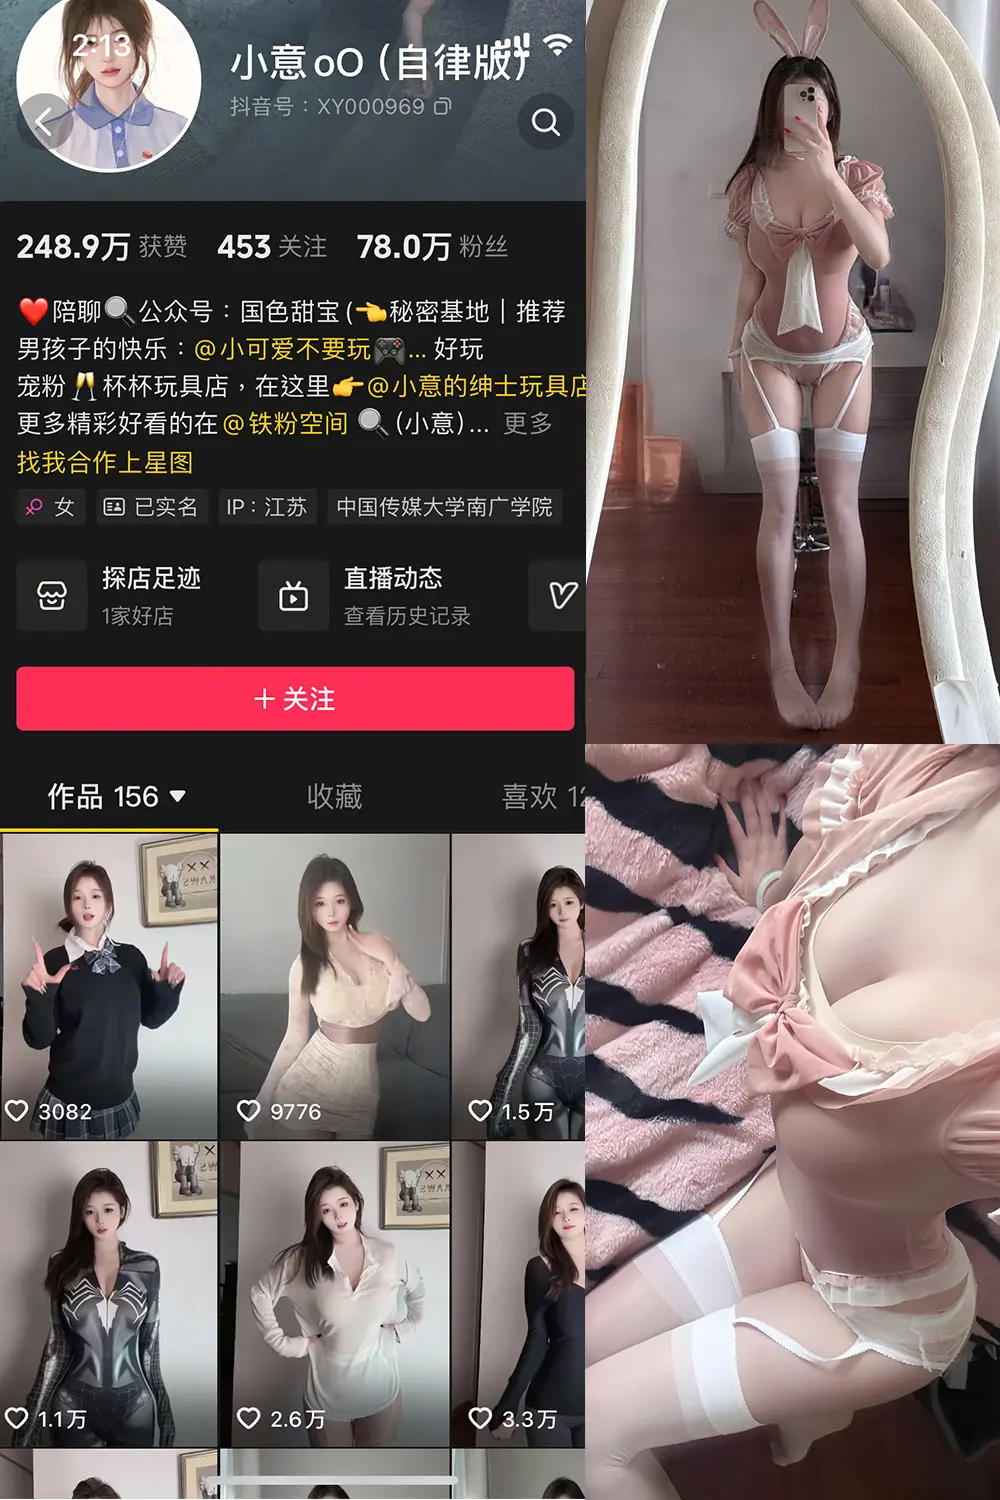 2:13
小意oO（自律版）
抖音号：XY000969
248.9万 获赞 453 关注 78.0万 粉丝
❤️陪聊🔍公众号：国色甜宝(👈秘密基地｜推荐
男孩子的快乐：@小可爱不要玩🎮... 好玩
宠粉🥂杯杯玩具店，在这里👉@小意的绅士玩具店
更多精彩好看的在@铁粉空间 🔍(小意)... 更多
找我合作上星图
女 已实名 IP：江苏 中国传媒大学南广学院
探店足迹 直播动态
1家好店 查看历史记录
＋关注
作品 156 收藏 喜欢
3082 9776 1.5万
1.1万 2.6万 3.3万